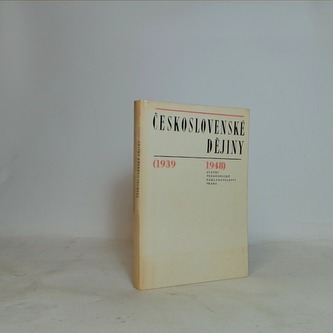 ČESKOSLOVENSKÉ
DĚJINY
(1939 1948)
STÁTNÍ
PEDAGOGICKÉ
NAKLADATELSTVÍ
PRAHA